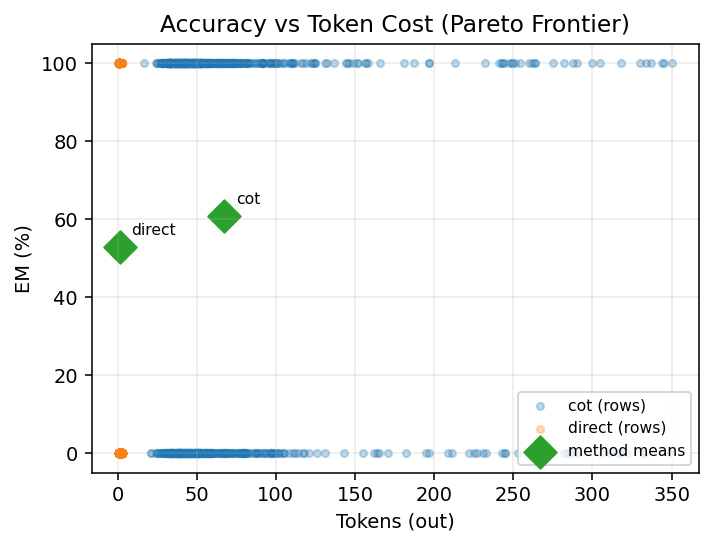 Accuracy vs Token Cost (Pareto Frontier)
EM (%)
100
80
60
40
20
0
direct
cot
cot (rows)
direct (rows)
method means
0 50 100 150 200 250 300 350
Tokens (out)